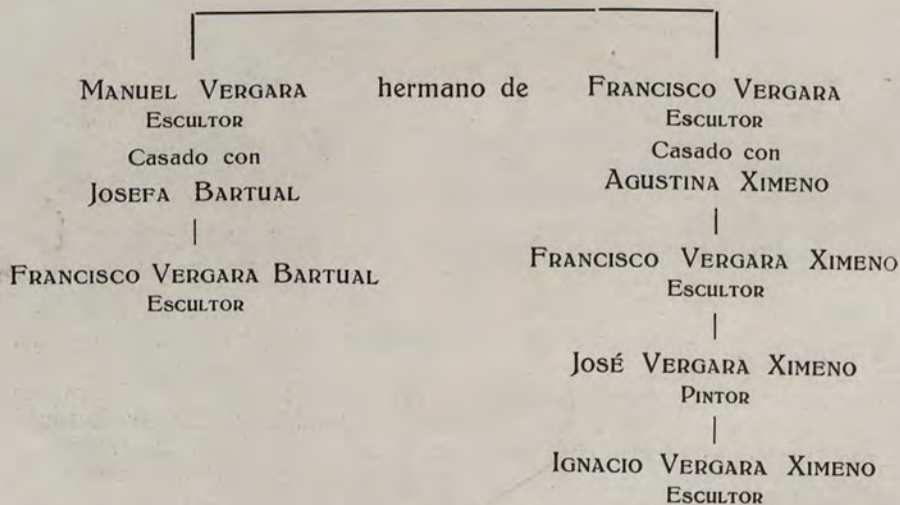 MANUEL VERGARA hermano de FRANCISCO VERGARA
ESCULTOR ESCULTOR
Casado con Casado con
JOSEFA BARTUAL AGUSTINA XIMENO
FRANCISCO VERGARA BARTUAL FRANCISCO VERGARA XIMENO
ESCULTOR ESCULTOR
JOSÉ VERGARA XIMENO
PINTOR
IGNACIO VERGARA XIMENO
ESCULTOR